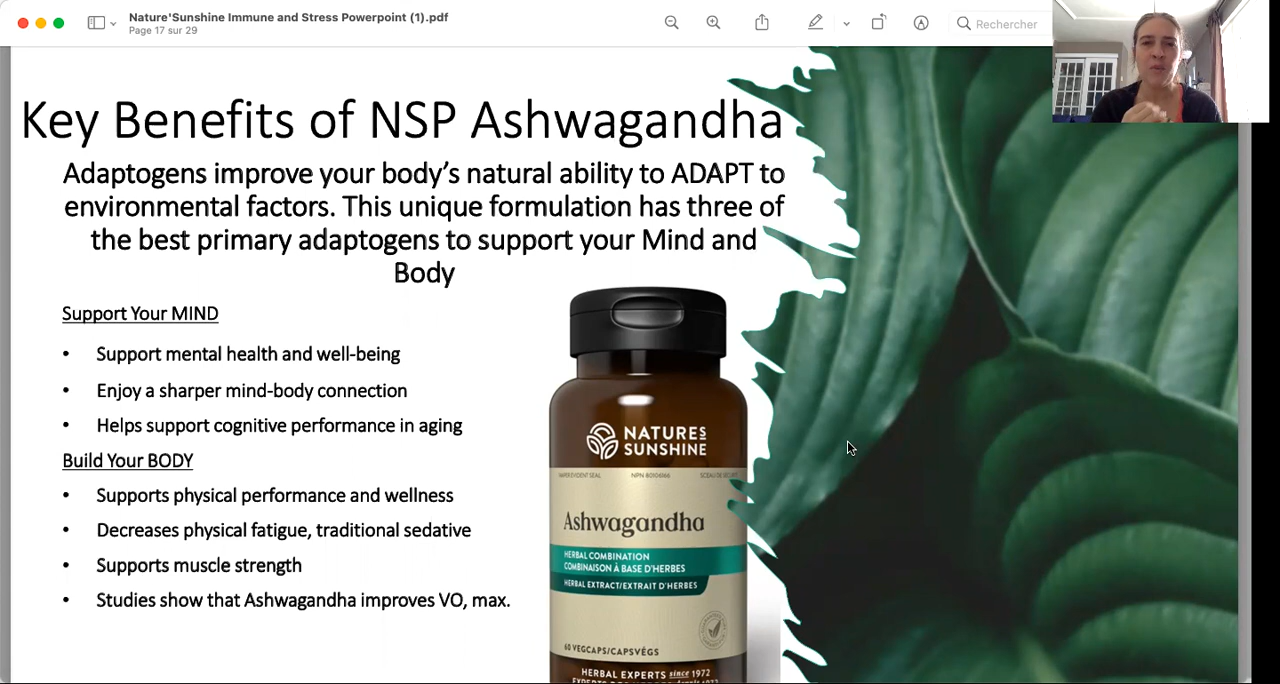 Nature'Sunshine Immune and Stress Powerpoint (1).pdf
Page 17 sur 29
Rechercher
Key Benefits of NSP Ashwagandha
Adaptogens improve your body's natural ability to ADAPT to
environmental factors. This unique formulation has three of
the best primary adaptogens to support your Mind and
Body
Support Your MIND
• Support mental health and well-being
• Enjoy a sharper mind-body connection
• Helps support cognitive performance in aging
Build Your BODY
• Supports physical performance and wellness
• Decreases physical fatigue, traditional sedative
• Supports muscle strength
• Studies show that Ashwagandha improves VO, max.
NATURES
SUNSHINE
Ashwagandha
HERBAL COMBINATION
COMBINAISON À BASE D'HERBES
HERBAL EXTRACT/EXTRAIT D'HERBES
60 VEGCAPS/CAPSVÉGS
HERBAL EXPERTS since 1972